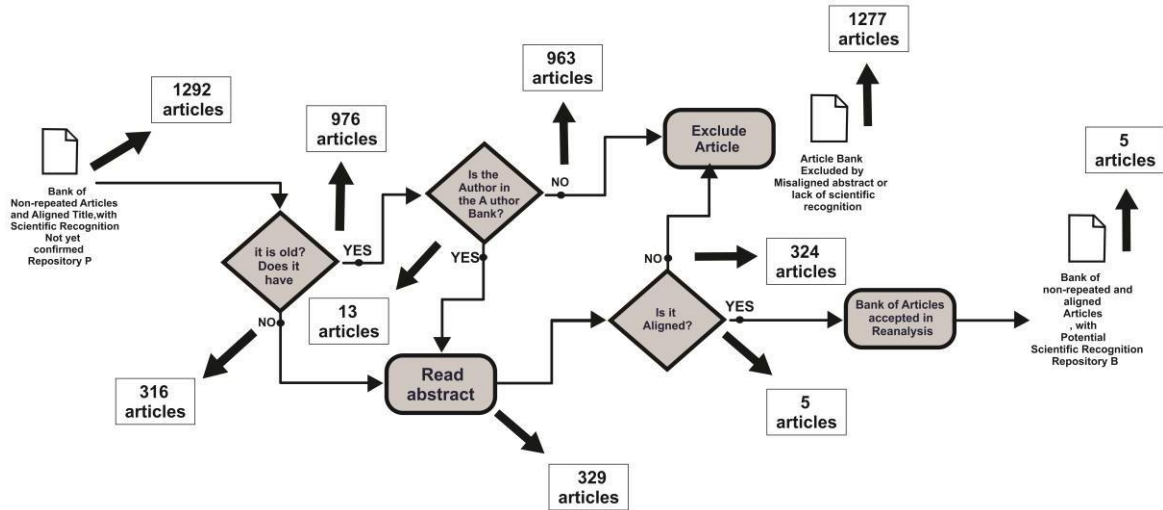 1292
articles
Bank of
Non-repeated Articles
and Aligned Title,with
Scientific Recognition
Not yet
confirmed
Repository P
it is old?
Does it
have
YES
NO
976
articles
316
articles
Is the
Author in
the A uthor
Bank?
NO
YES
963
articles
13
articles
Read
abstract
329
articles
Exclude
Article
Is it
Aligned?
NO
YES
324
articles
5
articles
1277
articles
Article Bank
Excluded by
Misaligned abstract or
lack of scientific
recognition
Bank of Articles
accepted in
Reanalysis
5
articles
Bank of
non-repeated and
aligned
Articles
, with
Potential
Scientific Recognition
Repository B